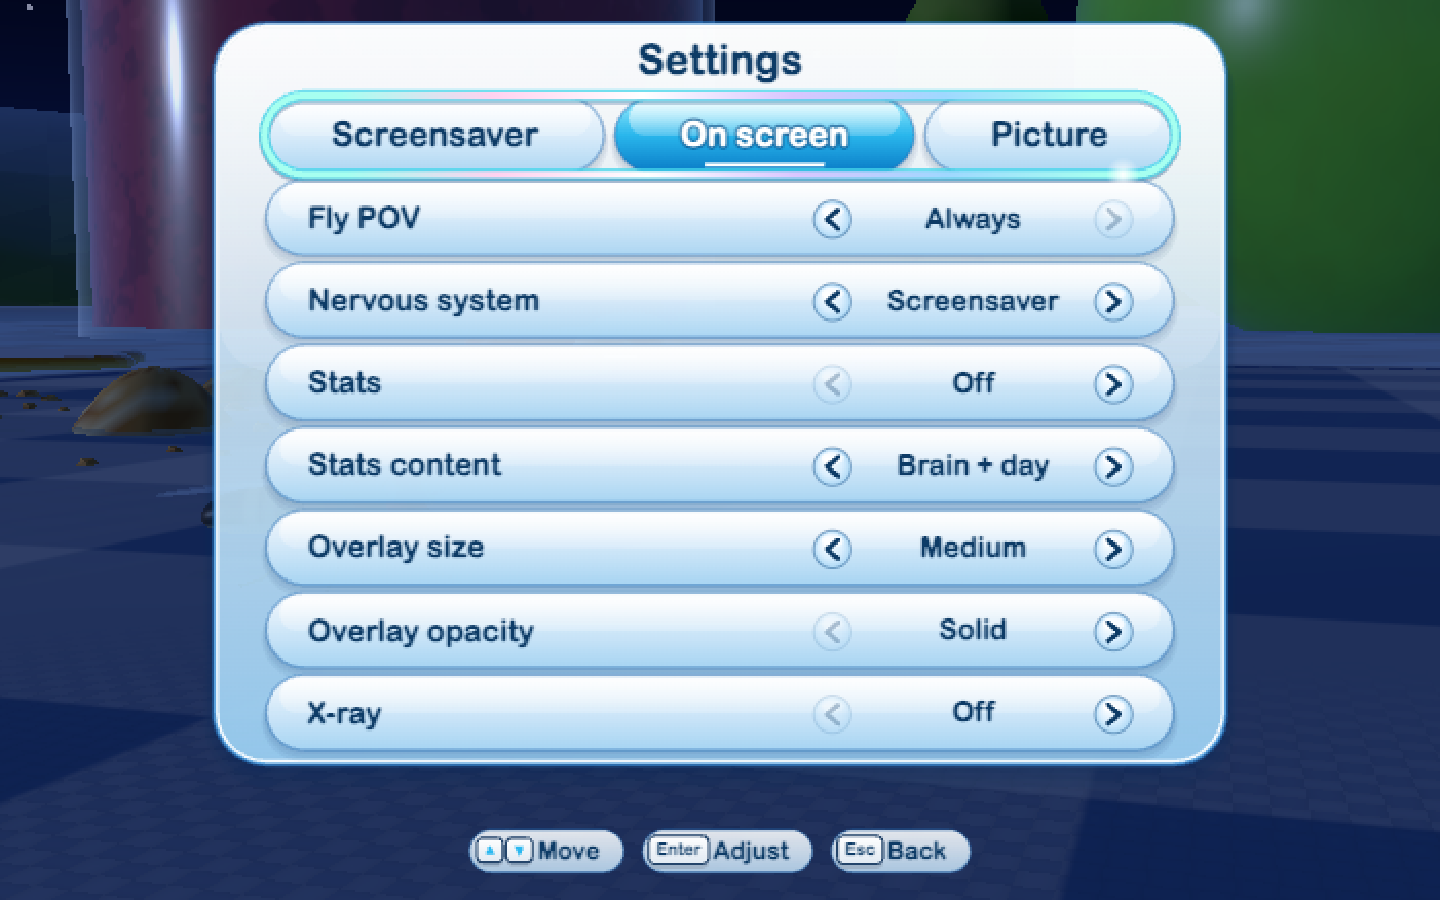 Settings
Screensaver On screen Picture
Fly POV Always
Nervous system Screensaver
Stats Off
Stats content Brain + day
Overlay size Medium
Overlay opacity Solid
X-ray Off
Move Enter Adjust Esc Back